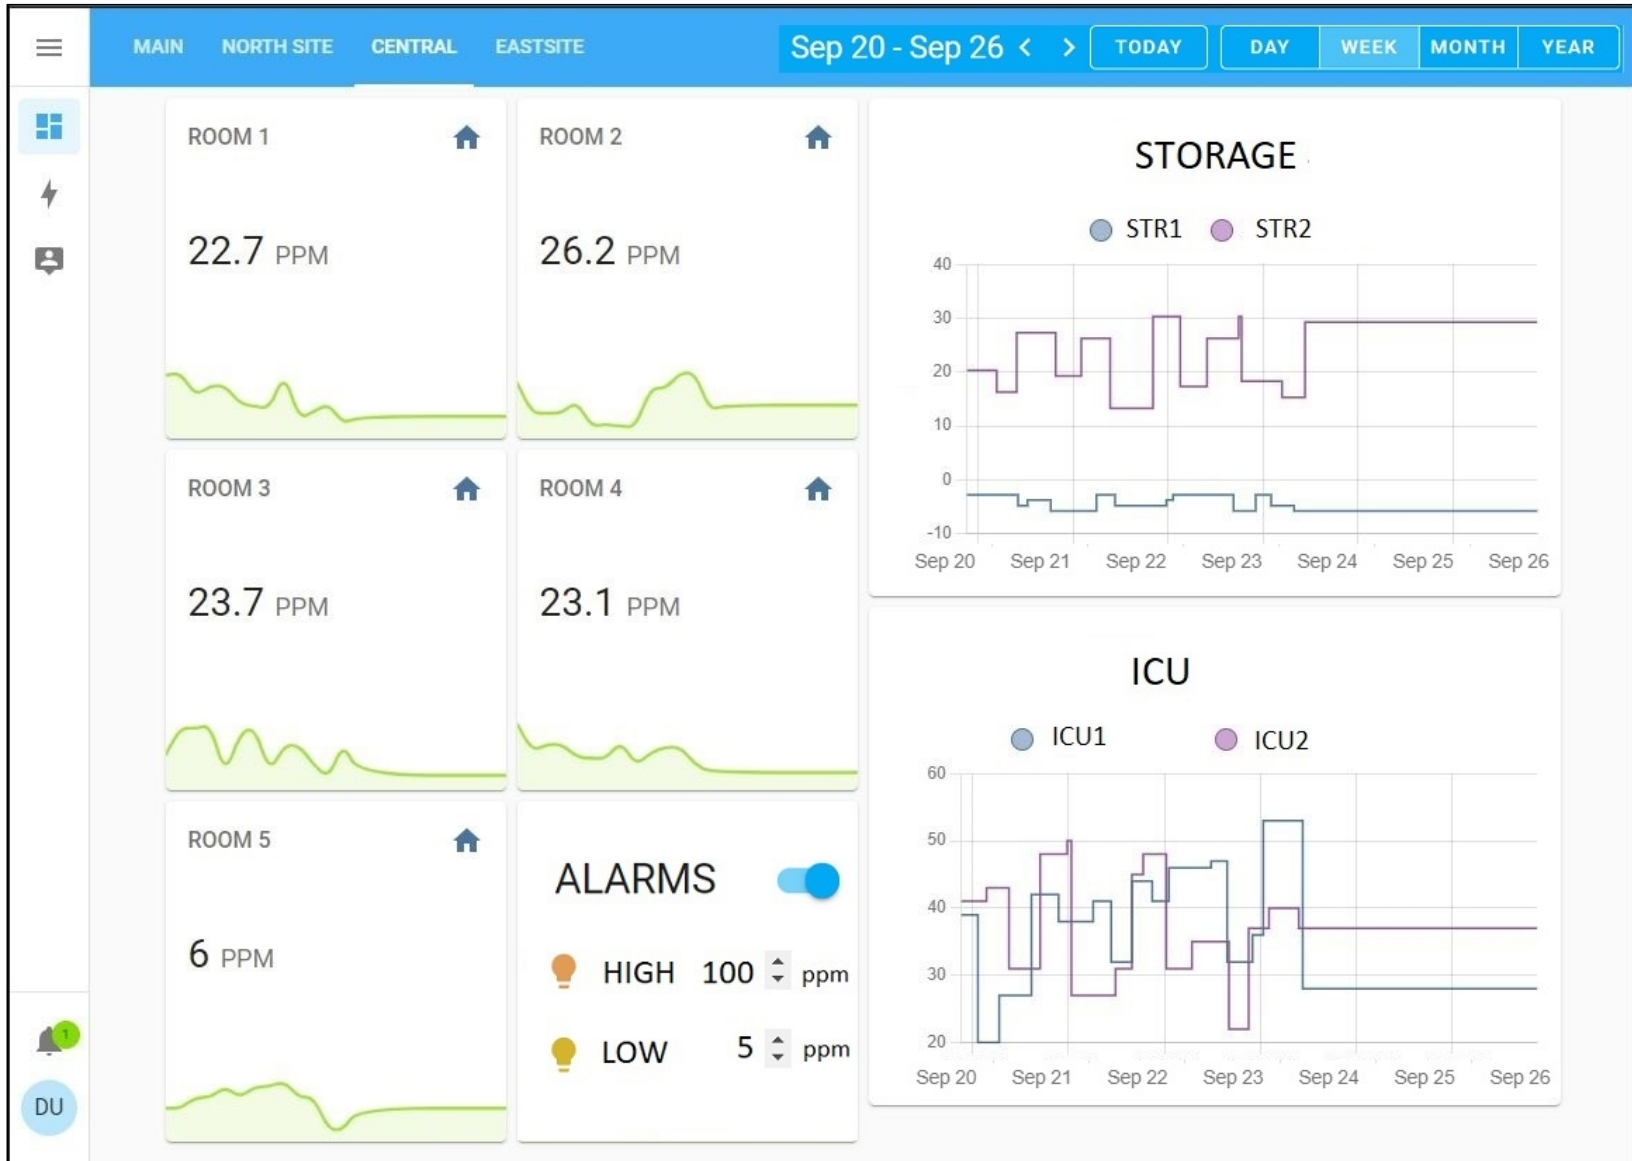 MAIN NORTH SITE CENTRAL EASTSITE Sep 20 - Sep 26 < > TODAY DAY WEEK MONTH YEAR
ROOM 1
22.7 PPM
ROOM 2
26.2 PPM
ROOM 3
23.7 PPM
ROOM 4
23.1 PPM
ROOM 5
6 PPM
ALARMS
HIGH 100 ppm
LOW 5 ppm
STORAGE
STR1 STR2
40
30
20
10
0
-10
Sep 20 Sep 21 Sep 22 Sep 23 Sep 24 Sep 25 Sep 26
ICU
ICU1 ICU2
60
50
40
30
20
Sep 20 Sep 21 Sep 22 Sep 23 Sep 24 Sep 25 Sep 26
1
DU